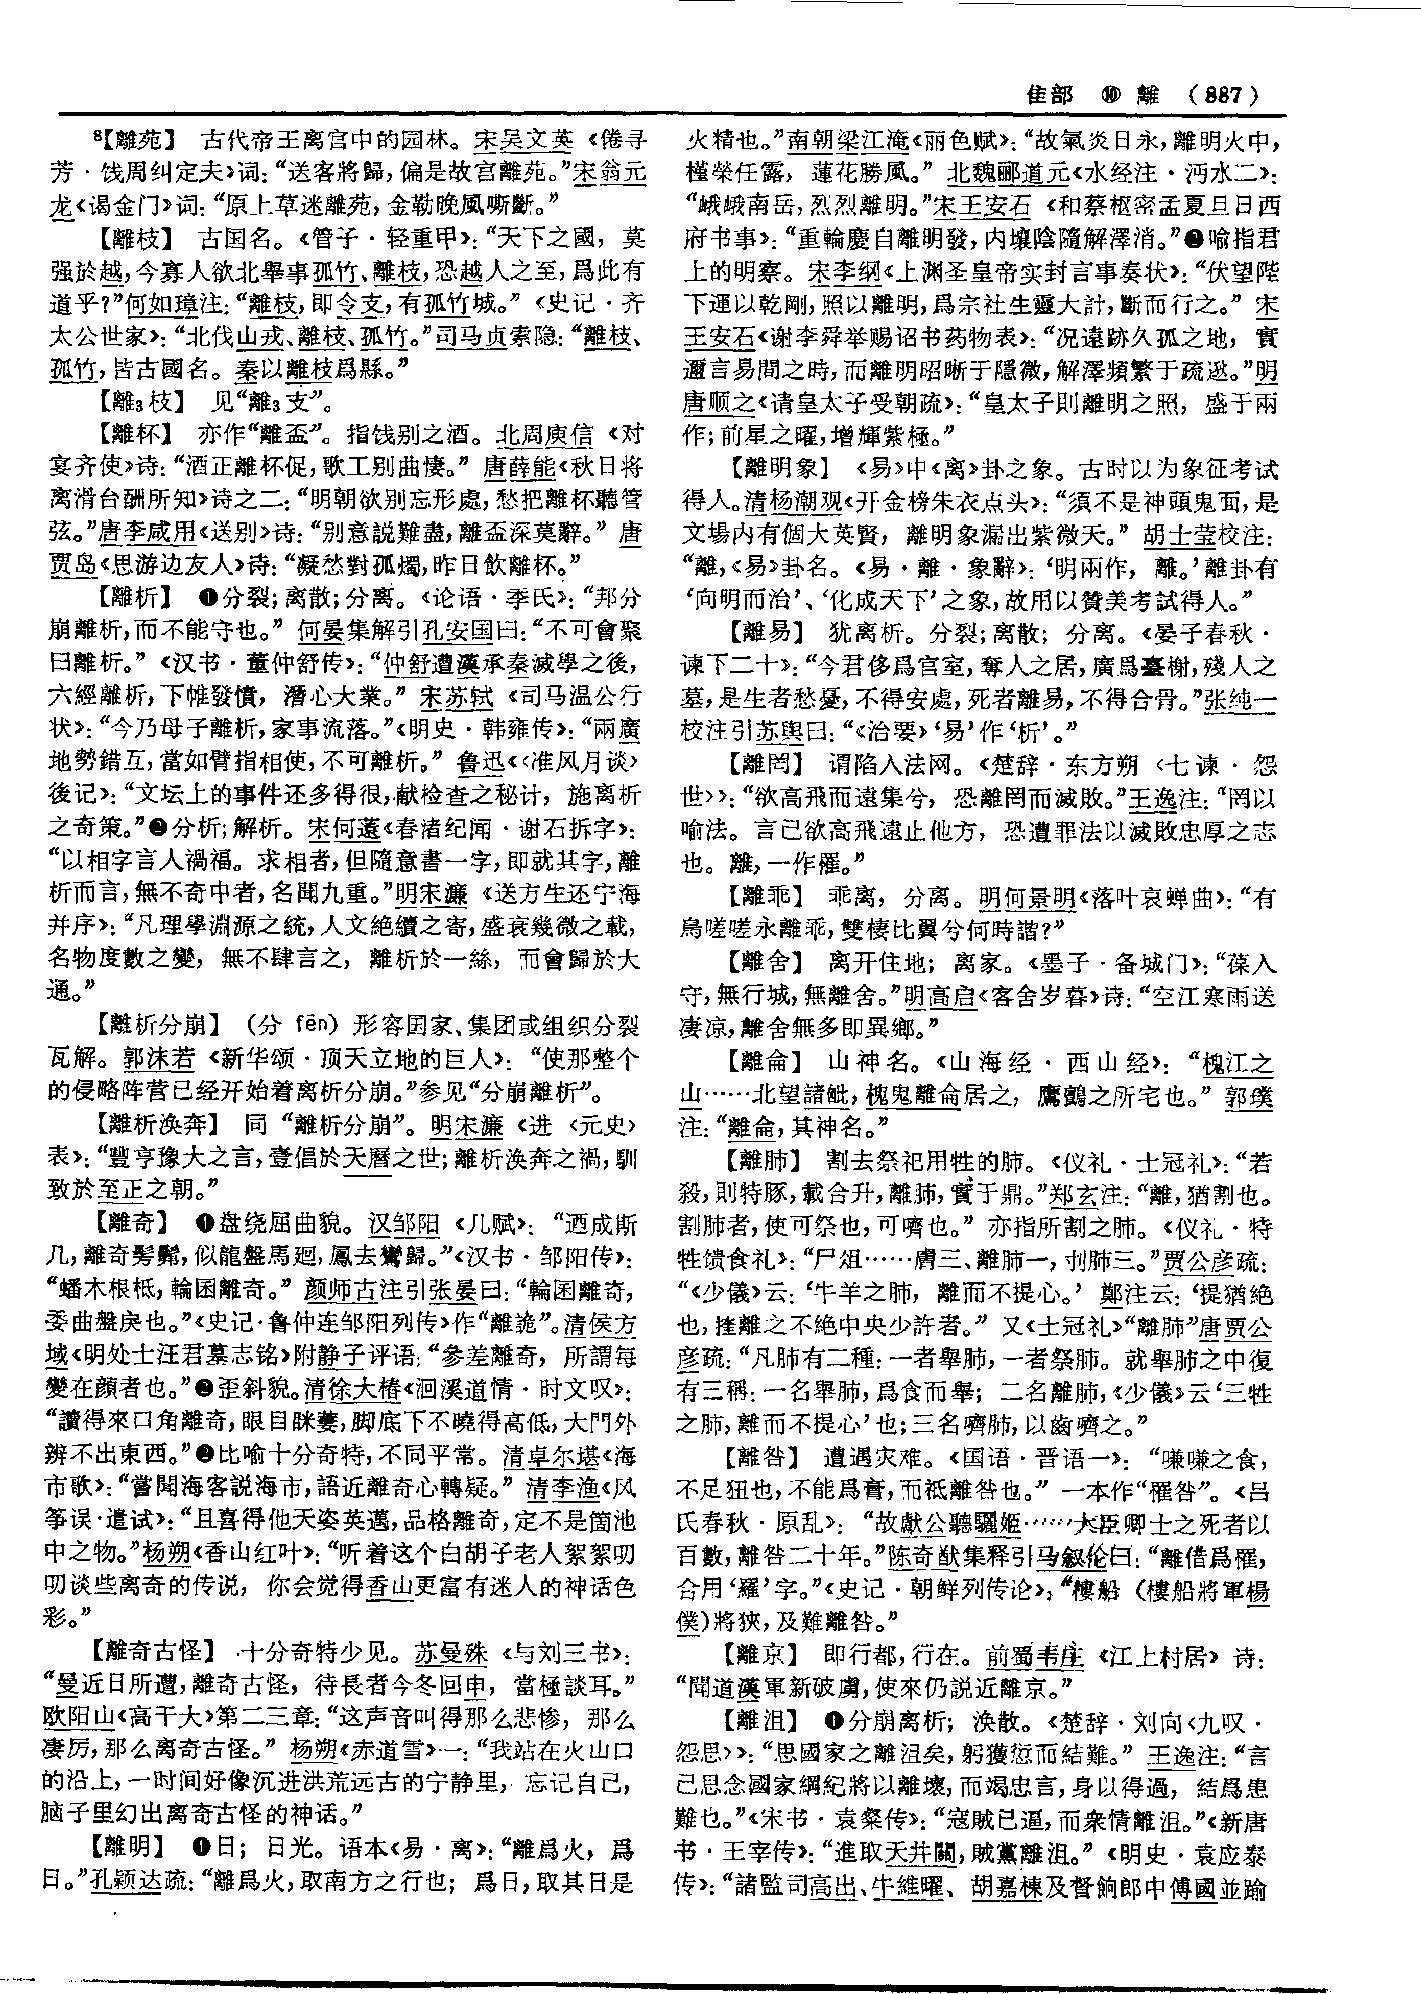 隹部 ⑩ 離 （887）
⁸【離苑】 古代帝王离宫中的园林。宋吴文英《倦寻
芳·饯周纠定夫》词：“送客將歸，偏是故宫離苑。”宋翁元
龙《谒金门》词：“原上草迷離苑，金勒晚風嘶斷。”
【離枝】 古国名。《管子·轻重甲》：“天下之國，莫
强於越，今寡人欲北舉事孤竹、離枝，恐越人之至，爲此有
道乎？”何如璋注：“離枝，即令支，有孤竹城。”《史记·齐
太公世家》：“北伐山戎、離枝、孤竹。”司马贞索隐：“離枝、
孤竹，皆古國名。秦以離枝爲縣。”
【離₃枝】 见“離₃支”。
【離杯】 亦作“離盃”。指饯别之酒。北周庾信《对
宴齐使》诗：“酒正離杯促，歌工别曲悽。”唐薛能《秋日将
离滑台酬所知》诗之二：“明朝欲别忘形處，愁把離杯聽管
弦。”唐李咸用《送别》诗：“别意説難盡，離盃深莫辭。”唐
贾岛《思游边友人》诗：“凝愁對孤燭，昨日飲離杯。”
【離析】 ❶分裂；离散；分离。《论语·季氏》：“邦分
崩離析，而不能守也。”何晏集解引孔安国曰：“不可會聚
曰離析。”《汉书·董仲舒传》：“仲舒遭漢承秦滅學之後，
六經離析，下帷發憤，潛心大業。”宋苏轼《司马温公行
状》：“今乃母子離析，家事流落。”《明史·韩雍传》：“兩廣
地勢錯互，當如臂指相使，不可離析。”鲁迅《〈准风月谈〉
後记》：“文坛上的事件还多得很，献检查之秘计，施离析
之奇策。”❷分析；解析。宋何薳《春渚纪闻·谢石拆字》：
“以相字言人禍福。求相者，但隨意書一字，即就其字，離
析而言，無不奇中者，名聞九重。”明宋濂《送方生还宁海
并序》：“凡理學淵源之統，人文絶續之寄，盛衰幾微之載，
名物度數之變，無不肆言之，離析於一絲，而會歸於大
通。”
【離析分崩】 （分 fēn）形容国家、集团或组织分裂
瓦解。郭沫若《新华颂·顶天立地的巨人》：“使那整个
的侵略阵营已经开始着离析分崩。”参见“分崩離析”。
【離析涣奔】 同“離析分崩”。明宋濂《进〈元史〉
表》：“豐亨豫大之言，壹倡於天曆之世；離析涣奔之禍，馴
致於至正之朝。”
【離奇】 ❶盘绕屈曲貌。汉邹阳《几赋》：“迺成斯
几，離奇髣髴，似龍盤馬廻，鳳去鸞歸。”《汉书·邹阳传》：
“蟠木根柢，輪囷離奇。”颜师古注引张晏曰：“輪囷離奇，
委曲盤戾也。”《史记·鲁仲连邹阳列传》作“離詭”。清侯方
域《明处士汪君墓志铭》附静子评语：“參差離奇，所謂每
變在顔者也。”❷歪斜貌。清徐大椿《洄溪道情·时文叹》：
“讀得來口角離奇，眼目眯萋，脚底下不曉得高低，大門外
辨不出東西。”❷比喻十分奇特，不同平常。清卓尔堪《海
市歌》：“嘗聞海客説海市，語近離奇心轉疑。”清李渔《风
筝误·遣试》：“且喜得他天姿英邁，品格離奇，定不是箇池
中之物。”杨朔《香山红叶》：“听着这个白胡子老人絮絮叨
叨谈些离奇的传说，你会觉得香山更富有迷人的神话色
彩。”
【離奇古怪】 十分奇特少见。苏曼殊《与刘三书》：
“曼近日所遭，離奇古怪，待長者今冬回申，當極談耳。”
欧阳山《高干大》第二三章：“这声音叫得那么悲惨，那么
凄厉，那么离奇古怪。”杨朔《赤道雪》一：“我站在火山口
的沿上，一时间好像沉进洪荒远古的宁静里，忘记自己，
脑子里幻出离奇古怪的神话。”
【離明】 ❶日；日光。语本《易·离》：“離爲火，爲
日。”孔颖达疏：“離爲火，取南方之行也；爲日，取其日是
火精也。”南朝梁江淹《丽色赋》：“故氣炎日永，離明火中，
槿榮任露，蓮花勝風。”北魏郦道元《水经注·沔水二》：
“峨峨南岳，烈烈離明。”宋王安石《和蔡枢密孟夏旦日西
府书事》：“重輪慶自離明發，内壤陰隨解澤消。”❷喻指君
上的明察。宋李纲《上渊圣皇帝实封言事奏状》：“伏望陛
下運以乾剛，照以離明，爲宗社生靈大計，斷而行之。”宋
王安石《谢李舜举赐诏书药物表》：“况遠跡久孤之地，實
邇言易間之時，而離明昭晰于隱微，解澤頻繁于疏逖。”明
唐顺之《请皇太子受朝疏》：“皇太子則離明之照，盛于兩
作；前星之曜，增輝紫極。”
【離明象】 《易》中《离》卦之象。古时以为象征考试
得人。清杨潮观《开金榜朱衣点头》：“須不是神頭鬼面，是
文場内有個大英賢，離明象漏出紫微天。”胡士莹校注：
“離，《易》卦名。《易·離·象辭》：‘明兩作，離。’離卦有
‘向明而治’、‘化成天下’之象，故用以贊美考試得人。”
【離易】 犹离析。分裂；离散；分离。《晏子春秋·
谏下二十》：“今君侈爲宫室，奪人之居，廣爲臺榭，殘人之
墓，是生者愁憂，不得安處，死者離易，不得合骨。”张纯一
校注引苏舆曰：“《治要》‘易’作‘析’。”
【離罔】 谓陷入法网。《楚辞·东方朔〈七谏·怨
世〉》：“欲高飛而遠集兮，恐離罔而滅敗。”王逸注：“罔以
喻法。言已欲高飛遠止他方，恐遭罪法以滅敗忠厚之志
也。離，一作罹。”
【離乖】 乖离，分离。明何景明《落叶哀蝉曲》：“有
鳥嗟嗟永離乖，雙棲比翼兮何時諧？”
【離舍】 离开住地；离家。《墨子·备城门》：“葆入
守，無行城，無離舍。”明高启《客舍岁暮》诗：“空江寒雨送
凄凉，離舍無多即異鄉。”
【離侖】 山神名。《山海经·西山经》：“槐江之
山……北望諸𣬈，槐鬼離侖居之，鷹鸇之所宅也。”郭璞
注：“離侖，其神名。”
【離肺】 割去祭祀用牲的肺。《仪礼·士冠礼》：“若
殺，則特豚，載合升，離肺，實于鼎。”郑玄注：“離，猶割也。
割肺者，使可祭也，可嚌也。”亦指所割之肺。《仪礼·特
牲馈食礼》：“尸俎……膚三、離肺一，刌肺三。”贾公彦疏：
“《少儀》云：‘牛羊之肺，離而不提心。’鄭注云：‘提猶絶
也，挂離之不絶中央少許者。”又《士冠礼》“離肺”唐贾公
彦疏：“凡肺有二種：一者舉肺，一者祭肺。就舉肺之中復
有三稱：一名舉肺，爲食而舉；二名離肺，《少儀》云‘三牲
之肺，離而不提心’也；三名嚌肺，以齒嚌之。”
【離咎】 遭遇灾难。《国语·晋语一》：“嗛嗛之食，
不足狃也，不能爲膏，而衹離咎也。”一本作“罹咎”。《吕
氏春秋·原乱》：“故獻公聽驪姬……大臣卿士之死者以
百數，離咎二十年。”陈奇猷集释引马叙伦曰：“離借爲罹，
合用‘羅’字。”《史记·朝鲜列传论》：“樓船（樓船將軍楊
僕）將狹，及難離咎。”
【離京】 即行都，行在。前蜀韦庄《江上村居》诗：
“聞道漢軍新破虜，使來仍説近離京。”
【離沮】 ❶分崩离析；涣散。《楚辞·刘向〈九叹·
怨思〉》：“思國家之離沮矣，躬獲愆而結難。”王逸注：“言
己思念國家綱紀將以離壞，而竭忠言，身以得過，結爲患
難也。”《宋书·袁粲传》：“寇賊已逼，而衆情離沮。”《新唐
书·王宰传》：“進取天井關，賊黨離沮。”《明史·袁应泰
传》：“諸監司高出、牛維曜、胡嘉棟及督餉郎中傅國並踰